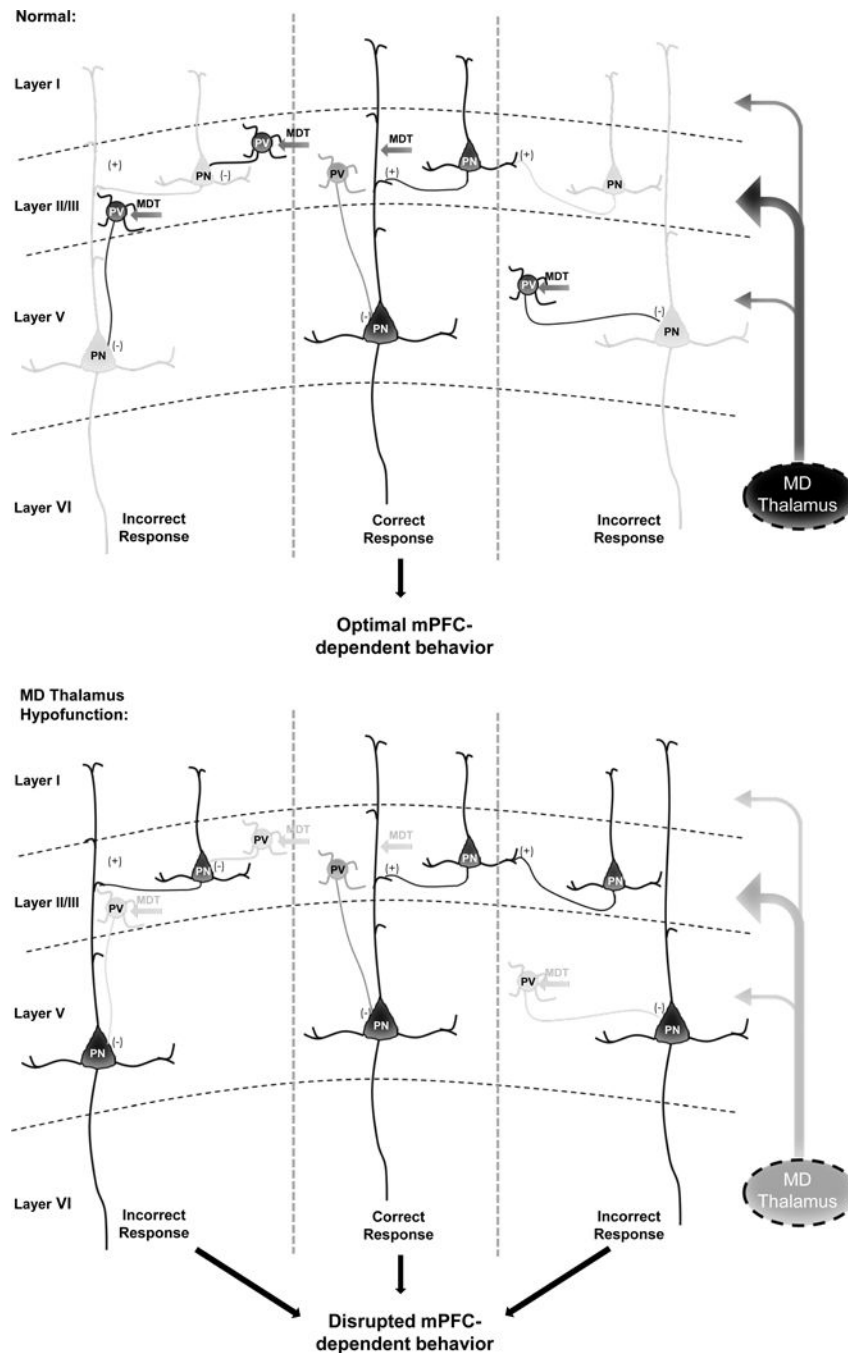 Normal:
Layer I
Layer II/III
Layer V
Layer VI
(+)
PN
(-)
PV
MDT
PV
MDT
PN
(-)
Incorrect
Response
PV
MDT
(+)
PN
(-)
PN
Correct
Response
(+)
PN
PV
MDT
(-)
PN
Incorrect
Response
MD
Thalamus
Optimal mPFC-
dependent behavior
MD Thalamus
Hypofunction:
Layer I
Layer II/III
Layer V
Layer VI
(+)
PN
(-)
PV
MDT
PV
MDT
PN
(-)
Incorrect
Response
PV
MDT
(+)
PN
(-)
PN
Correct
Response
(+)
PN
PV
MDT
(-)
PN
Incorrect
Response
MD
Thalamus
Disrupted mPFC-
dependent behavior